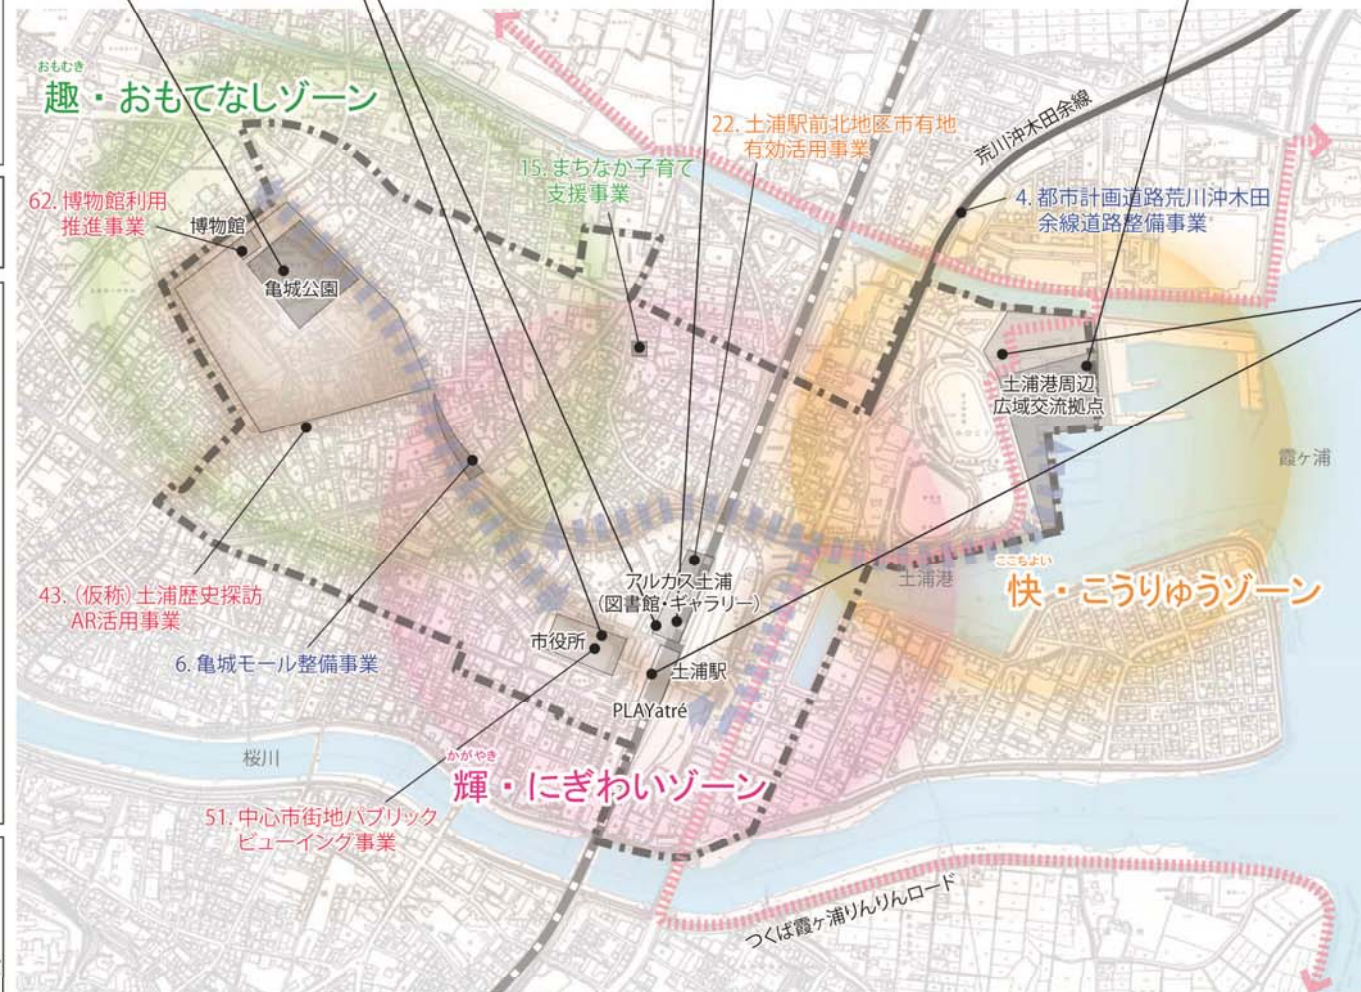 おもむき
趣・おもてなしゾーン
荒川沖木田余線
22. 土浦駅前北地区市有地
有効活用事業
15. まちなか子育て
支援事業
62. 博物館利用
推進事業
博物館
4. 都市計画道路荒川沖木田
余線道路整備事業
亀城公園
土浦港周辺
広域交流拠点
霞ヶ浦
43. (仮称)土浦歴史探訪
AR活用事業
アルカス土浦
(図書館・ギャラリー)
土浦港
ここちよい
快・こうりゅうゾーン
市役所
6. 亀城モール整備事業
土浦駅
PLAYatré
桜川
かがやき
輝・にぎわいゾーン
51. 中心市街地パブリック
ビューイング事業
つくば霞ヶ浦りんりんロード